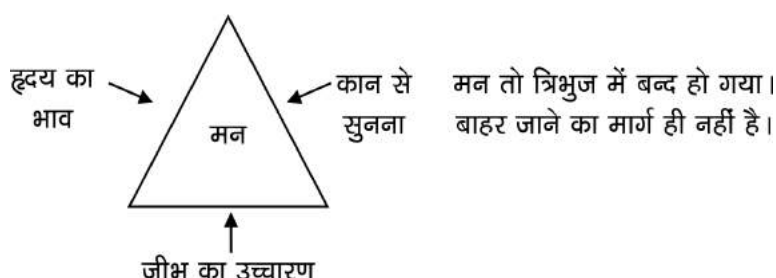 हृदय का
भाव
मन
कान से
सुनना
मन तो त्रिभुज में बन्द हो गया।
बाहर जाने का मार्ग ही नहीं है।
जीभ का उच्चारण